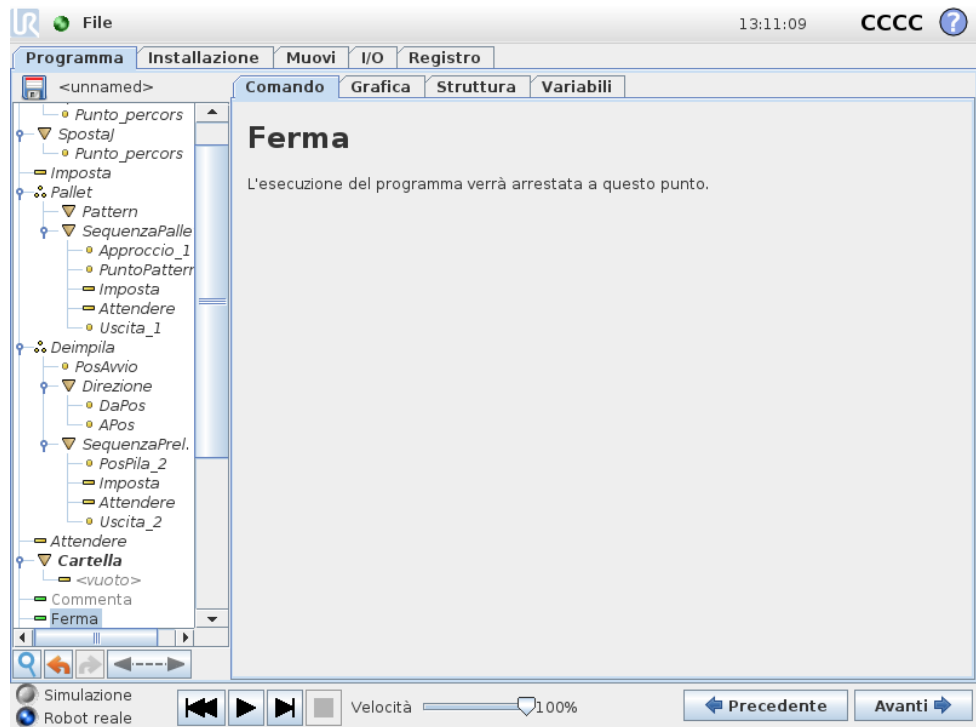 UR File 13:11:09 CCCC ?
Programma Installazione Muovi I/O Registro
<unnamed> Comando Grafica Struttura Variabili
Punto_percors
SpostaJ
Punto_percors
Imposta
Pallet
Pattern
SequenzaPalle
Approccio_1
PuntoPattern
Imposta
Attendere
Uscita_1
Deimpila
PosAvvio
Direzione
DaPos
APos
SequenzaPrel.
PosPila_2
Imposta
Attendere
Uscita_2
Attendere
Cartella
<vuoto>
Commenta
Ferma
Ferma
L'esecuzione del programma verrà arrestata a questo punto.
Simulazione
Robot reale
Velocità 100%
Precedente Avanti